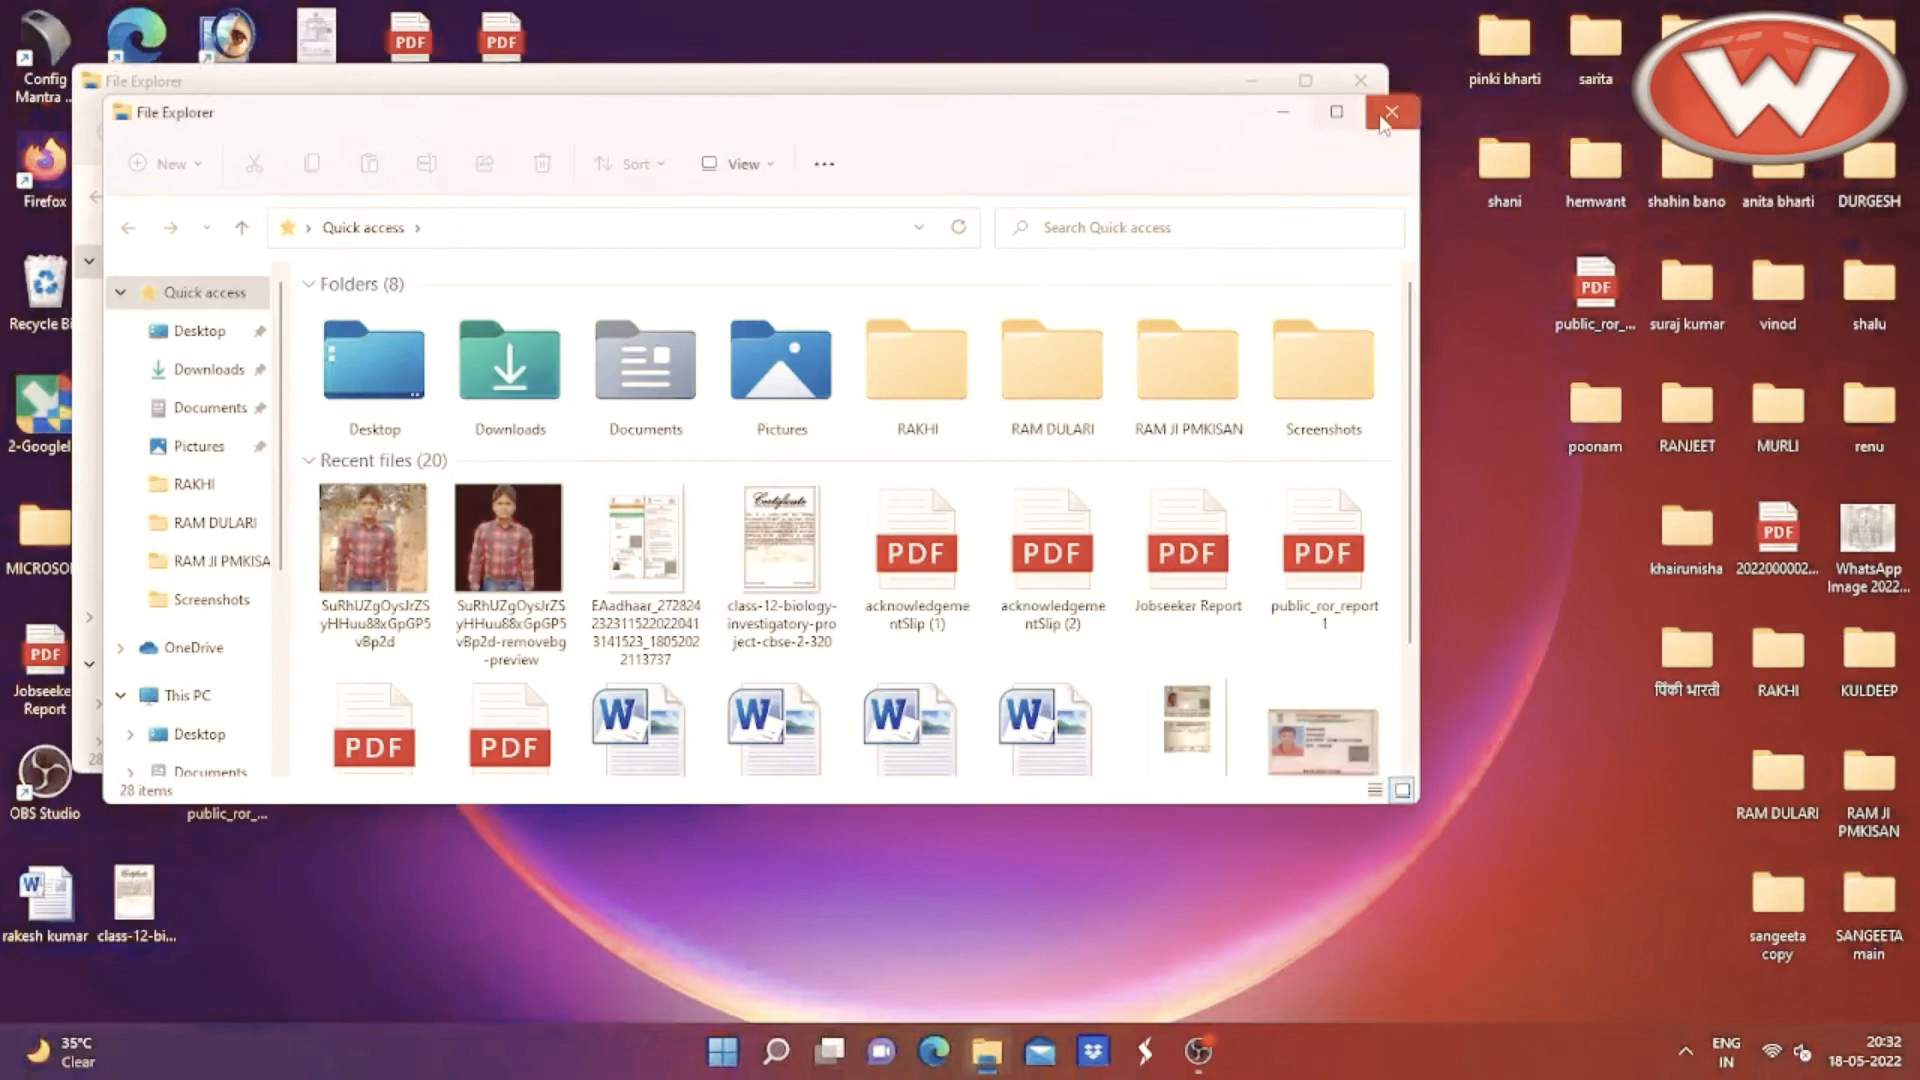 Config
Mantra ...
Firefox
Recycle Bi
2-Googlel
MICROSO
PDF
Jobseeke
Report
OBS Studio
public_ror_...
W
rakesh kumar
class-12-bi...
PDF
PDF
File Explorer
File Explorer
New
Sort
View
Quick access
Search Quick access
Quick access
Desktop
Downloads
Documents
Pictures
RAKHI
RAM DULARI
RAM JI PMKISA
Screenshots
OneDrive
This PC
Desktop
Documents
28 items
28
Folders (8)
Desktop
Downloads
Documents
Pictures
RAKHI
RAM DULARI
RAM JI PMKISAN
Screenshots
Recent files (20)
SuRhUZgOysJrZS
yHHuu88xGpGP5
vBp2d
SuRhUZgOysJrZS
yHHuu88xGpGP5
vBp2d-removebg
-preview
EAadhaar_272824
232311522022041
3141523_1805202
2113737
Certificate
class-12-biology-
investigatory-pro
ject-cbse-2-320
PDF
acknowledgeme
ntSlip (1)
PDF
acknowledgeme
ntSlip (2)
PDF
Jobseeker Report
PDF
public_ror_report
1
PDF
PDF
W
W
W
W
pinki bharti
sarita
W
shani
hemwant
shahin bano
anita bharti
DURGESH
PDF
public_ror_...
suraj kumar
vinod
shalu
poonam
RANJEET
MURLI
renu
khairunisha
PDF
2022000002...
WhatsApp
Image 2022...
पिंकी भारती
RAKHI
KULDEEP
RAM DULARI
RAM JI
PMKISAN
sangeeta
copy
SANGEETA
main
35°C
Clear
ENG
IN
20:32
18-05-2022